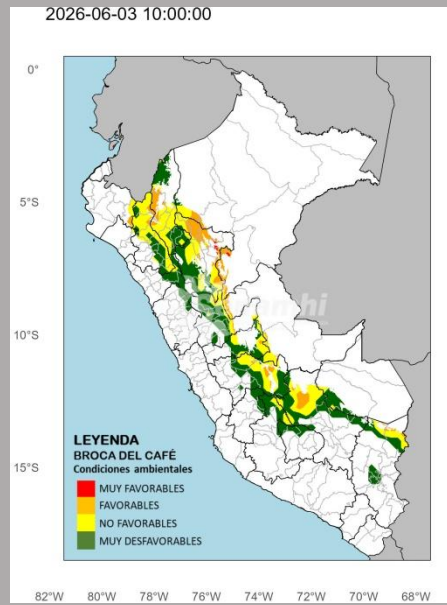 2026-06-03 10:00:00
0°
5°S
10°S
15°S
Senamhi
LEYENDA
BROCA DEL CAFÉ
Condiciones ambientales
MUY FAVORABLES
FAVORABLES
NO FAVORABLES
MUY DESFAVORABLES
82°W 80°W 78°W 76°W 74°W 72°W 70°W 68°W